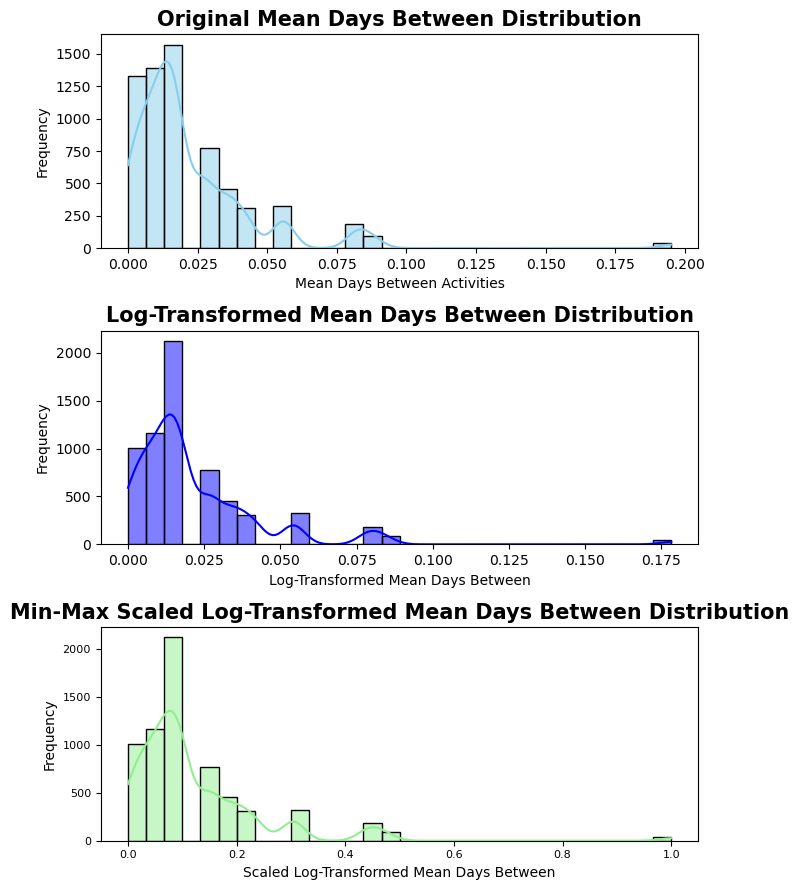 Original Mean Days Between Distribution
1500
1250
1000
750
500
250
0
Frequency
0.000 0.025 0.050 0.075 0.100 0.125 0.150 0.175 0.200
Mean Days Between Activities
Log-Transformed Mean Days Between Distribution
2000
1500
1000
500
0
Frequency
0.000 0.025 0.050 0.075 0.100 0.125 0.150 0.175
Log-Transformed Mean Days Between
Min-Max Scaled Log-Transformed Mean Days Between Distribution
2000
1500
1000
500
0
Frequency
0.0 0.2 0.4 0.6 0.8 1.0
Scaled Log-Transformed Mean Days Between